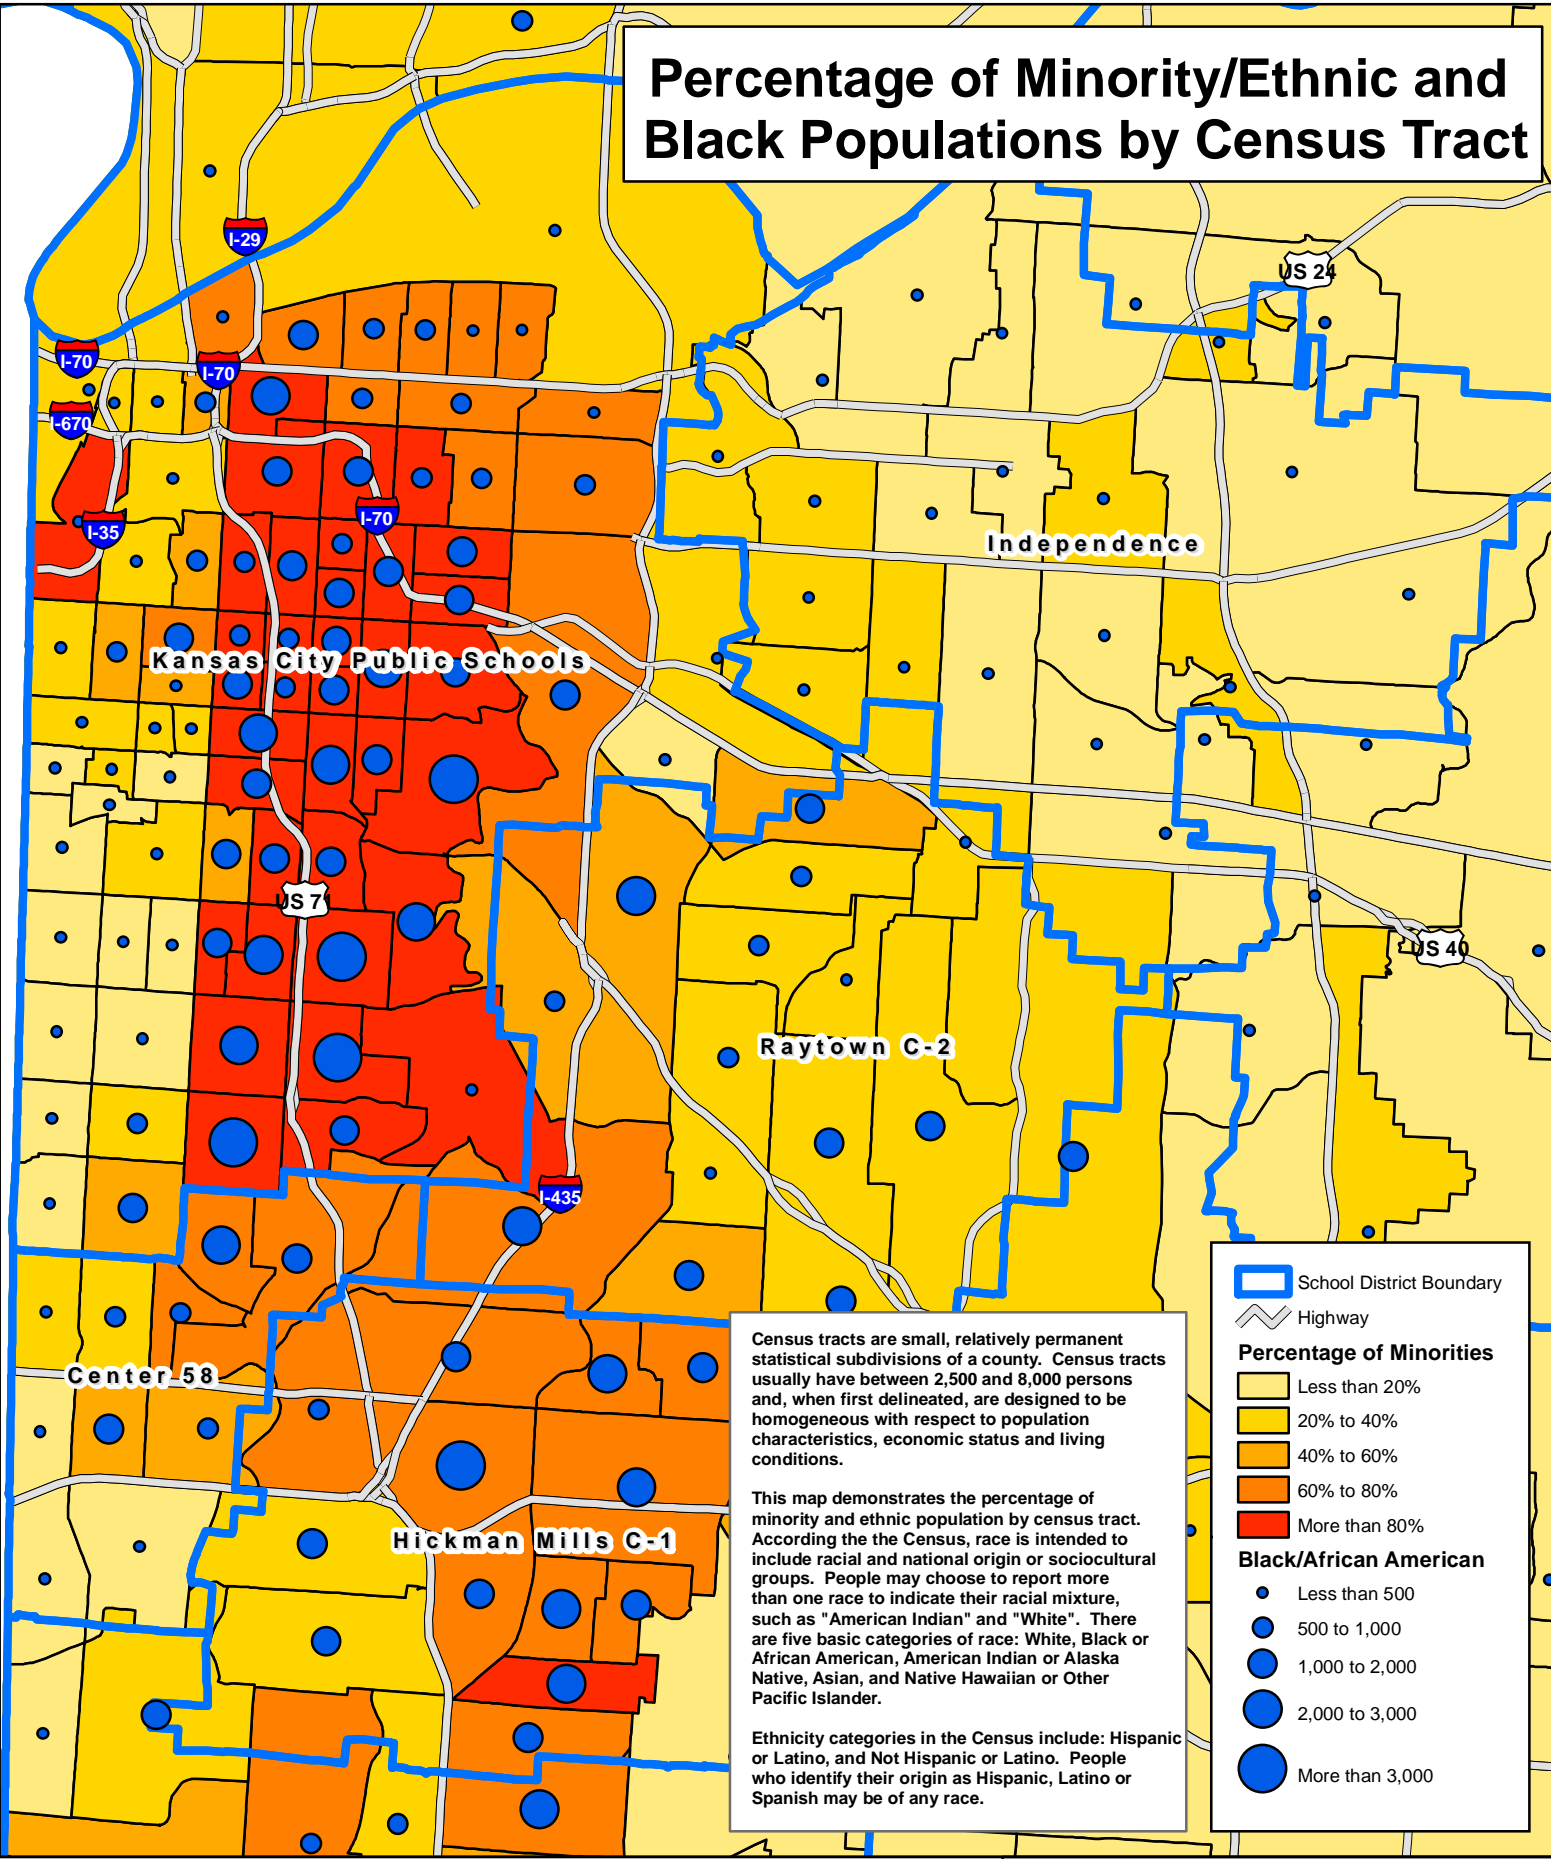 Percentage of Minority/Ethnic and
Black Populations by Census Tract
I-29
US 24
I-70
I-70
I-670
I-70
I-35
Independence
Kansas City Public Schools
US 71
US 40
Raytown C-2
I-435
Center 58
Hickman Mills C-1
Census tracts are small, relatively permanent
statistical subdivisions of a county. Census tracts
usually have between 2,500 and 8,000 persons
and, when first delineated, are designed to be
homogeneous with respect to population
characteristics, economic status and living
conditions.
This map demonstrates the percentage of
minority and ethnic population by census tract.
According the the Census, race is intended to
include racial and national origin or sociocultural
groups. People may choose to report more
than one race to indicate their racial mixture,
such as "American Indian" and "White". There
are five basic categories of race: White, Black or
African American, American Indian or Alaska
Native, Asian, and Native Hawaiian or Other
Pacific Islander.
Ethnicity categories in the Census include: Hispanic
or Latino, and Not Hispanic or Latino. People
who identify their origin as Hispanic, Latino or
Spanish may be of any race.
School District Boundary
Highway
Percentage of Minorities
Less than 20%
20% to 40%
40% to 60%
60% to 80%
More than 80%
Black/African American
Less than 500
500 to 1,000
1,000 to 2,000
2,000 to 3,000
More than 3,000